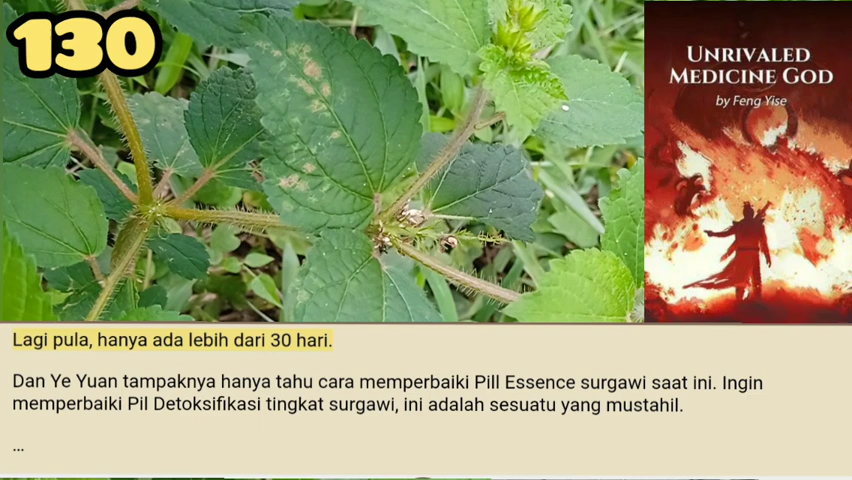 130
UNRIVALED
MEDICINE GOD
by Feng Yise
Lagi pula, hanya ada lebih dari 30 hari.
Dan Ye Yuan tampaknya hanya tahu cara memperbaiki Pill Essence surgawi saat ini. Ingin
memperbaiki Pil Detoksifikasi tingkat surgawi, ini adalah sesuatu yang mustahil.
...